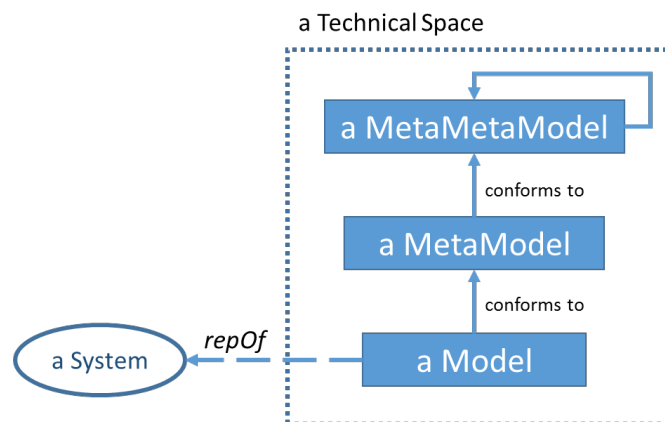 a Technical Space
a MetaMetaModel
conforms to
a MetaModel
conforms to
repOf
a System
a Model